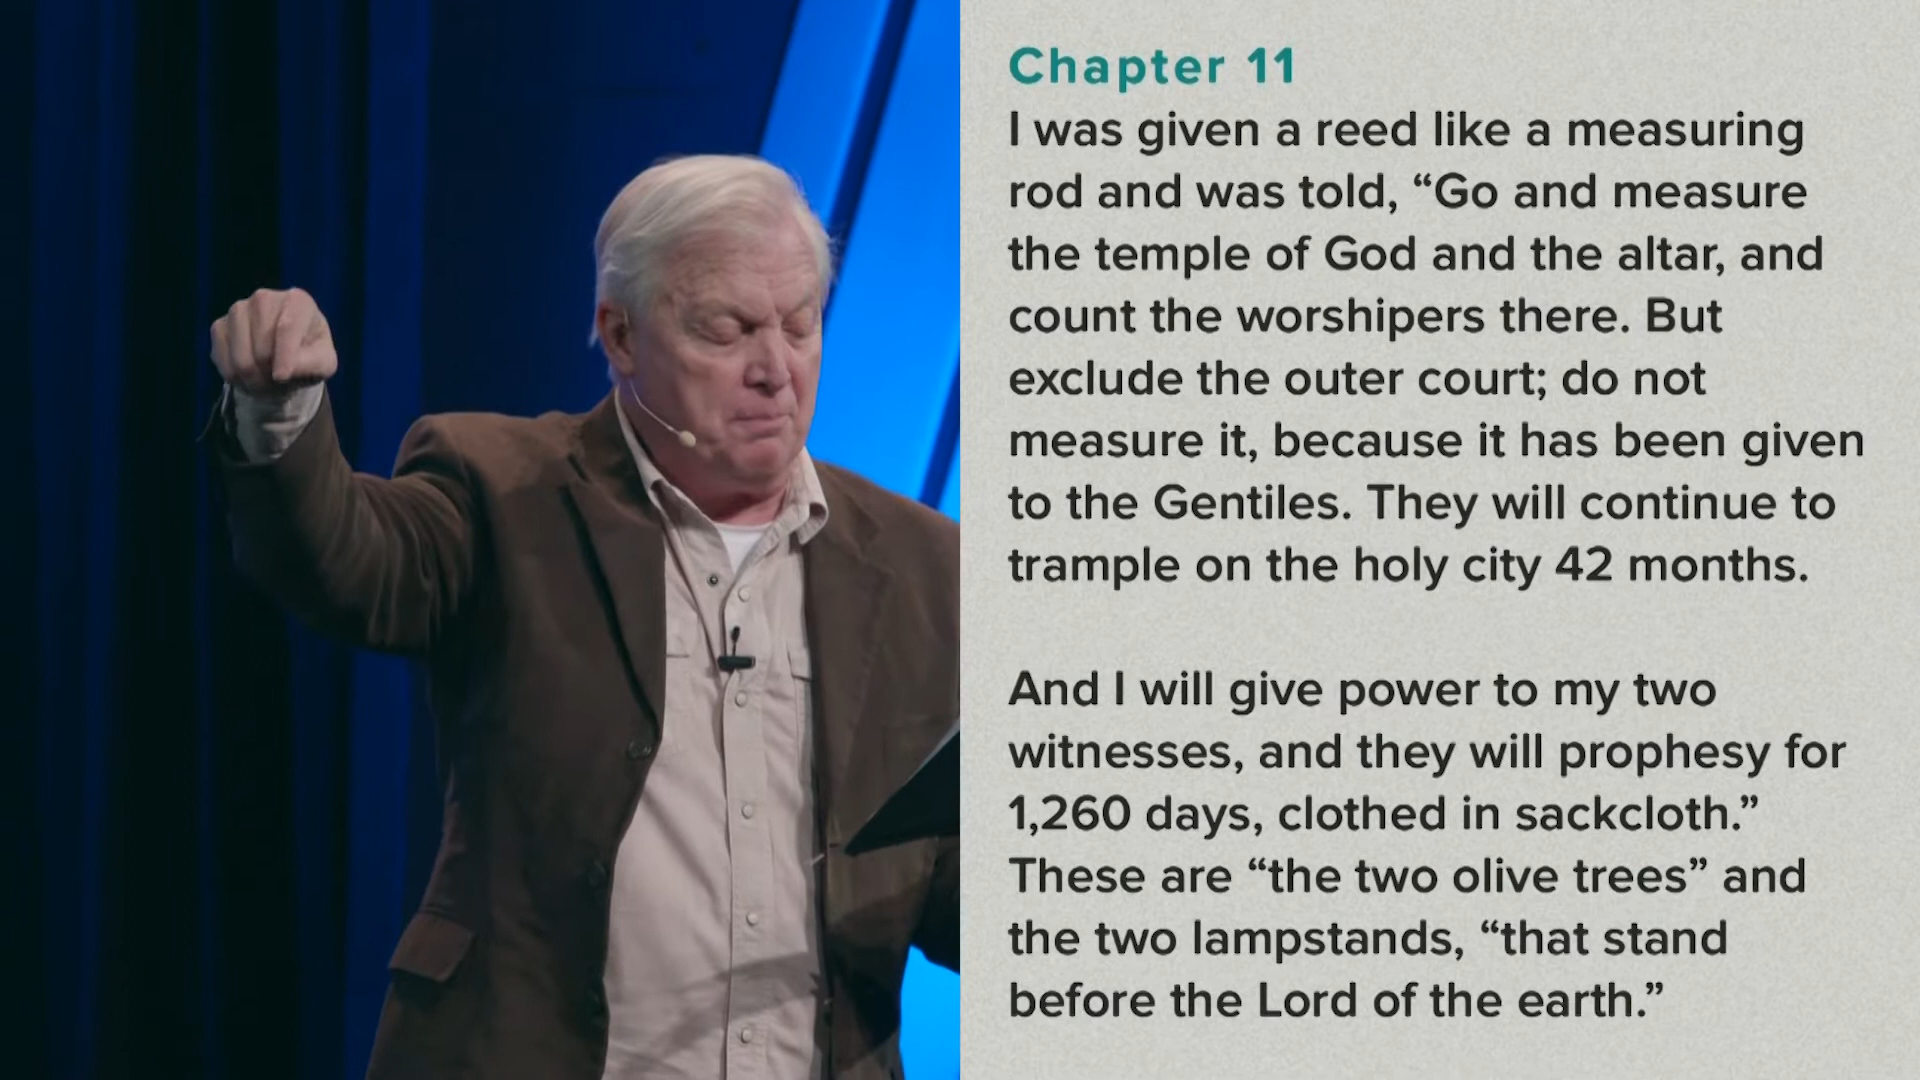 Chapter 11
I was given a reed like a measuring
rod and was told, “Go and measure
the temple of God and the altar, and
count the worshipers there. But
exclude the outer court; do not
measure it, because it has been given
to the Gentiles. They will continue to
trample on the holy city 42 months.
And I will give power to my two
witnesses, and they will prophesy for
1,260 days, clothed in sackcloth.”
These are “the two olive trees” and
the two lampstands, “that stand
before the Lord of the earth.”